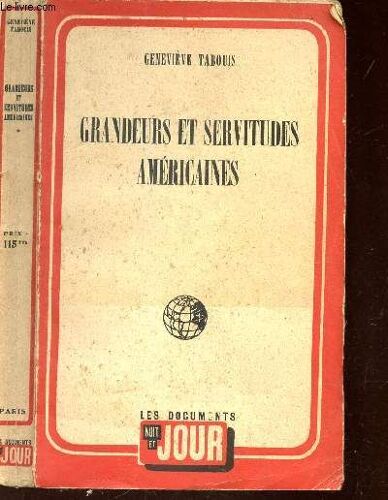 © Le-livre.com
GENEVIÈVE
TABOUIS
GRANDEURS
ET
SERVITUDES
AMÉRICAINES
PRIX :
115 frs
PARIS
DOCUMENTS
JOUR
GENEVIÈVE TABOUIS
GRANDEURS ET SERVITUDES
AMÉRICAINES
LES DOCUMENTS
NUIT
ET
JOUR